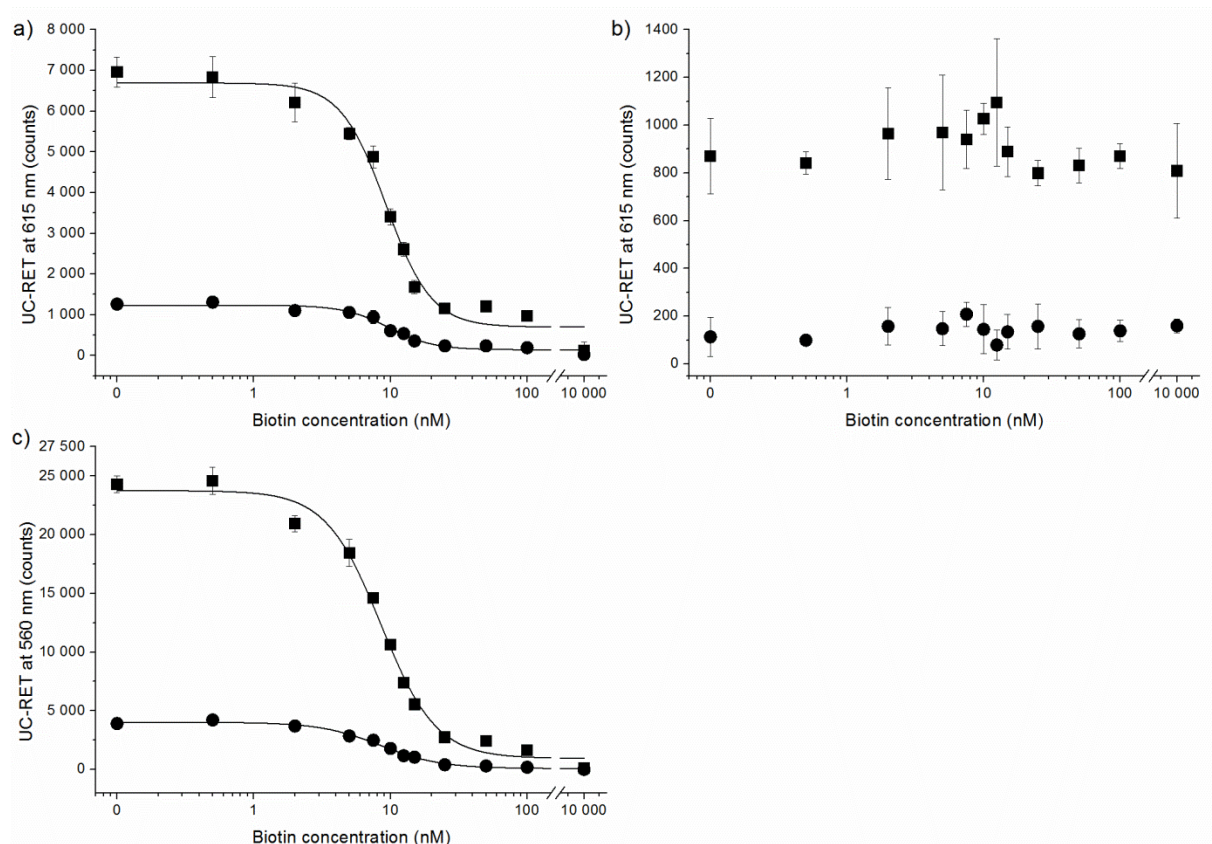 a)
UC-RET at 615 nm (counts)
8 000
7 000
6 000
5 000
4 000
3 000
2 000
1 000
0
0 1 10 100 10 000
Biotin concentration (nM)
b)
UC-RET at 615 nm (counts)
1400
1200
1000
800
600
400
200
0
0 1 10 100 10 000
Biotin concentration (nM)
c)
UC-RET at 560 nm (counts)
27 500
25 000
20 000
15 000
10 000
5 000
0
0 1 10 100 10 000
Biotin concentration (nM)